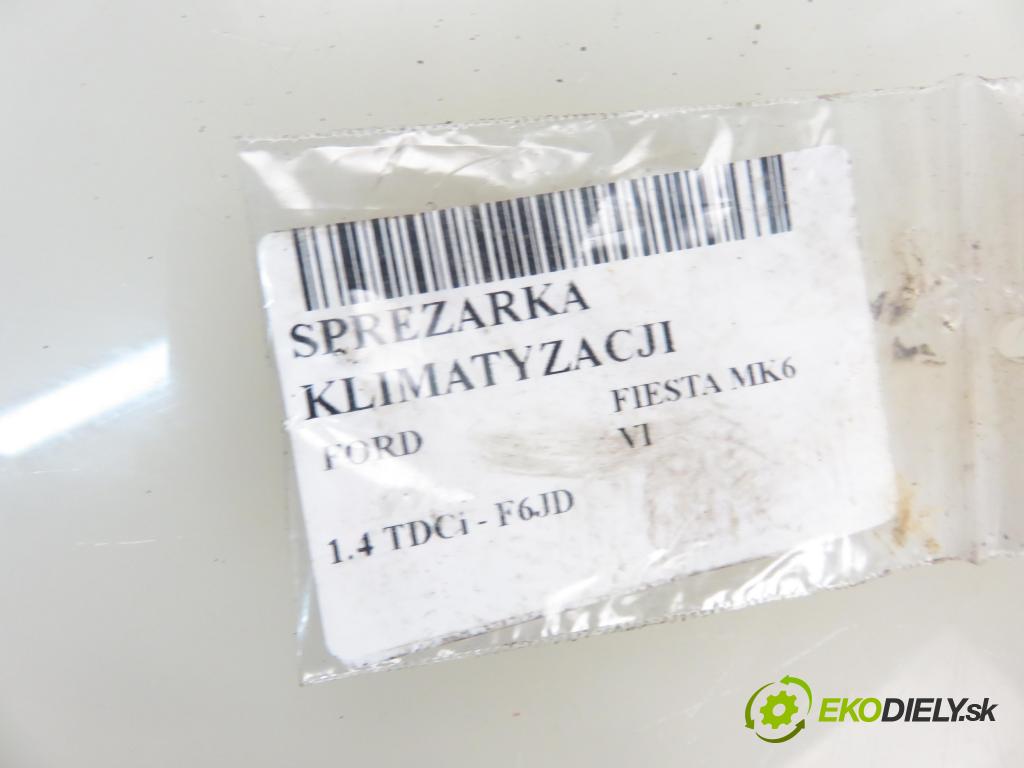 SPREZARKA
KLIMATYZACJI
FORD FIESTA MK6
VI
1.4 TDCi - F6JD
EKODIELY.sk